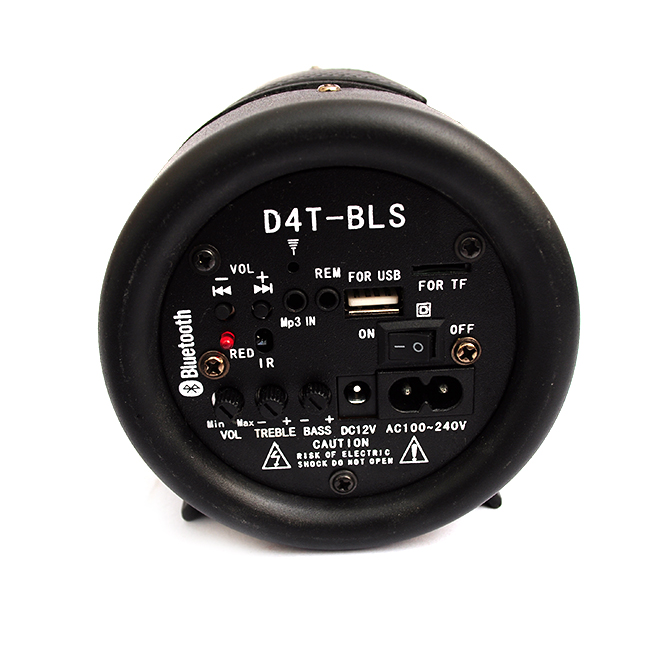 D4T-BLS
− VOL +
REM
FOR USB
FOR TF
Mp3 IN
ON
OFF
— O
Bluetooth
RED
IR
Min Max − + − +
VOL TREBLE BASS DC12V AC100~240V
CAUTION
RISK OF ELECTRIC
SHOCK DO NOT OPEN